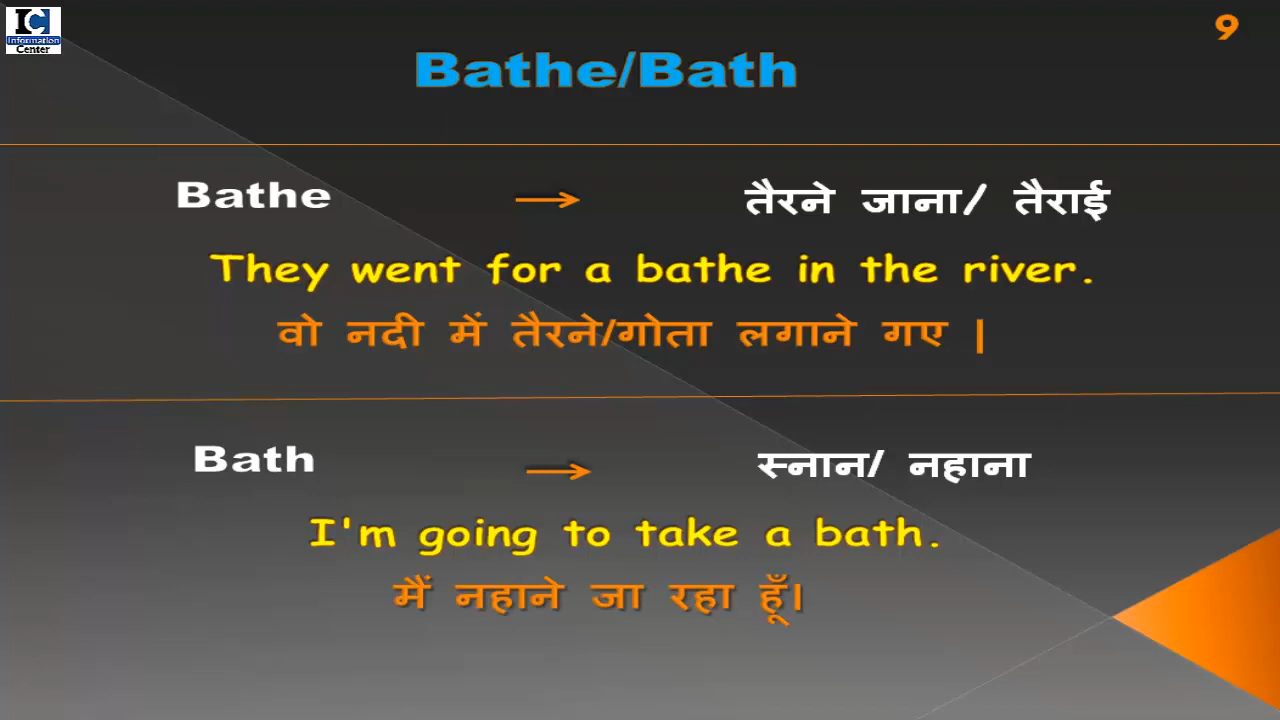 IC
Information
Center
9
Bathe/Bath
Bathe → तैरने जाना/ तैराई
They went for a bathe in the river.
वो नदी में तैरने/गोता लगाने गए |
Bath → स्नान/ नहाना
I'm going to take a bath.
मैं नहाने जा रहा हूँ।